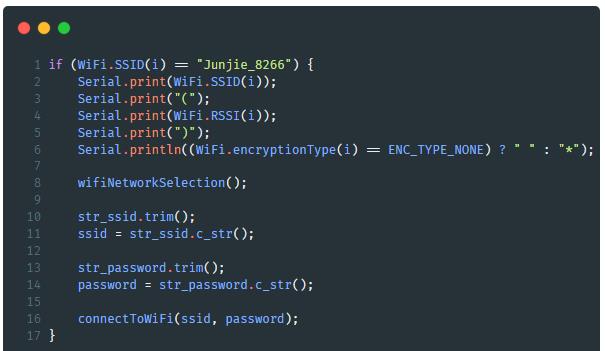 1 if (WiFi.SSID(i) == "Junjie_8266") {
2     Serial.print(WiFi.SSID(i));
3     Serial.print("(");
4     Serial.print(WiFi.RSSI(i));
5     Serial.print(")");
6     Serial.println((WiFi.encryptionType(i) == ENC_TYPE_NONE) ? " " : "*");
7
8     wifiNetworkSelection();
9
10     str_ssid.trim();
11     ssid = str_ssid.c_str();
12
13     str_password.trim();
14     password = str_password.c_str();
15
16     connectToWiFi(ssid, password);
17 }